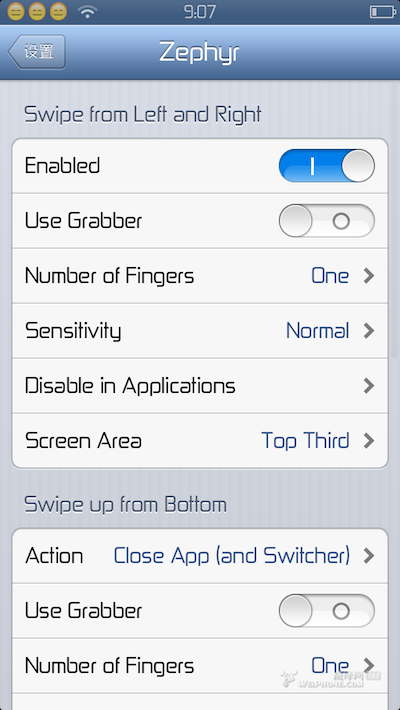 9:07
设置
Zephyr
Swipe from Left and Right
Enabled
Use Grabber
Number of Fingers One
Sensitivity Normal
Disable in Applications
Screen Area Top Third
Swipe up from Bottom
Action Close App (and Switcher)
Use Grabber
Number of Fingers One
WEIPHONE.COM